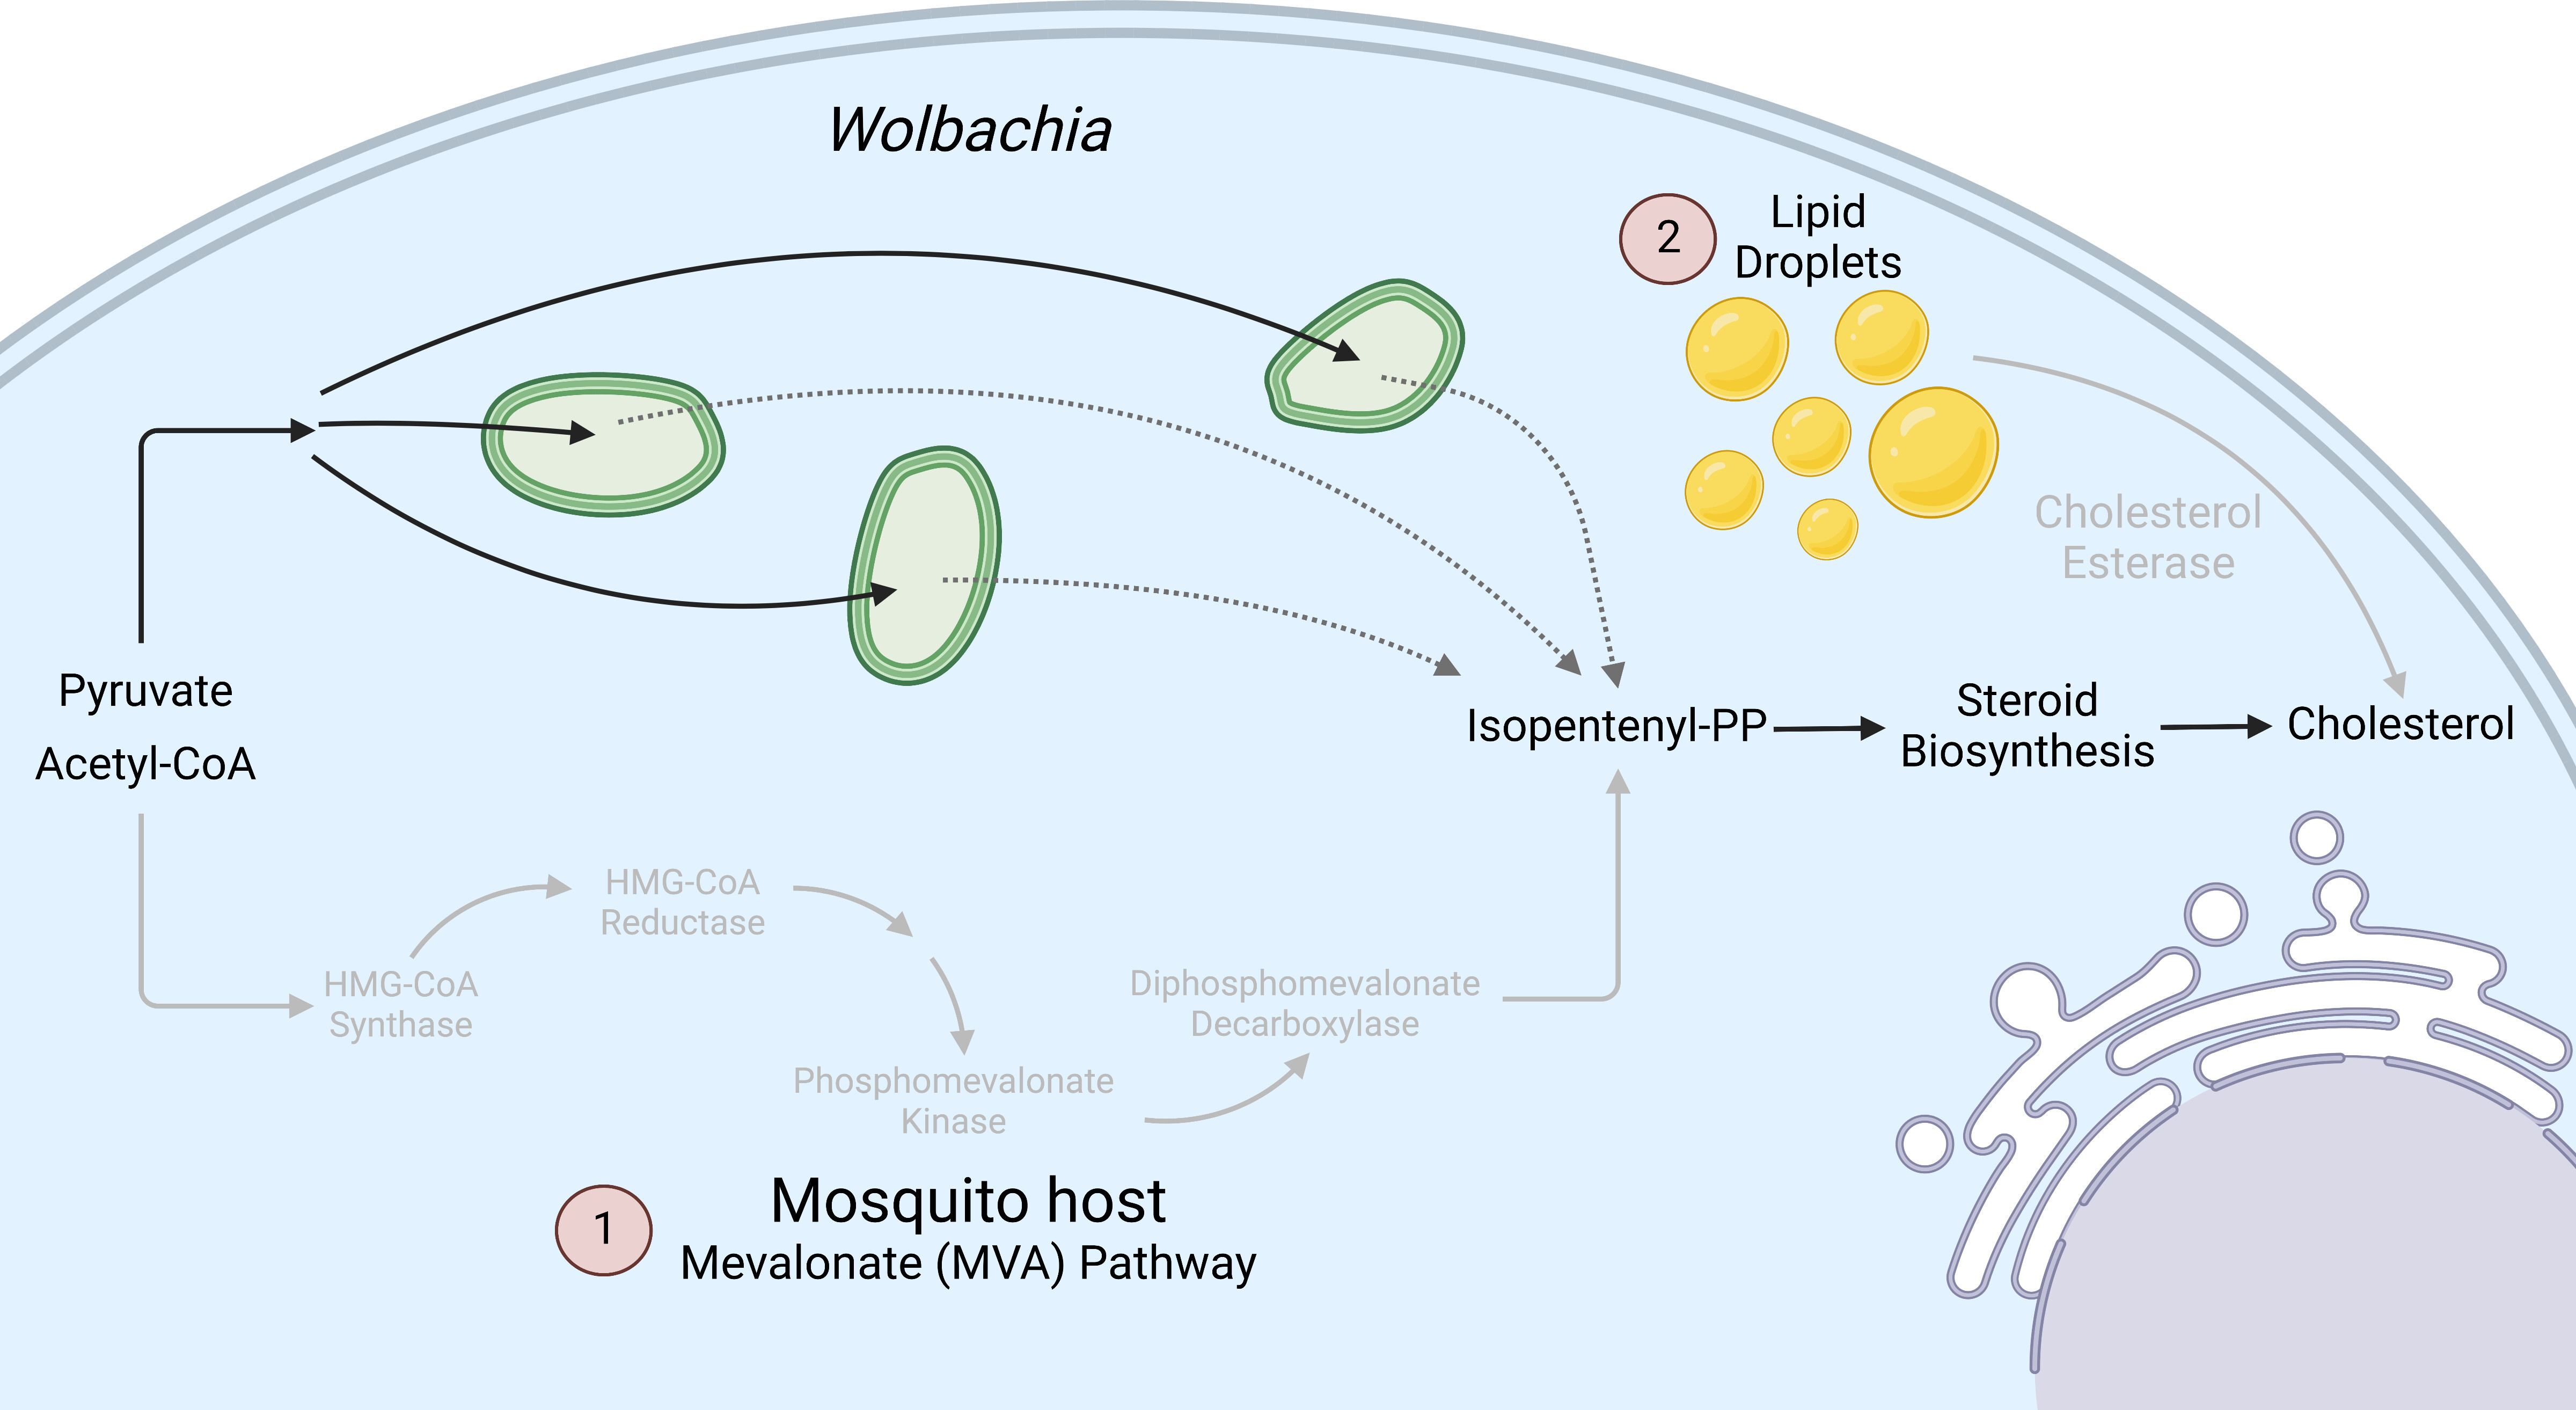 Wolbachia
2
Lipid
Droplets
Cholesterol
Esterase
Pyruvate
Acetyl-CoA
Isopentenyl-PP
Steroid
Biosynthesis
Cholesterol
HMG-CoA
Synthase
HMG-CoA
Reductase
Phosphomevalonate
Kinase
Diphosphomevalonate
Decarboxylase
1
Mosquito host
Mevalonate (MVA) Pathway